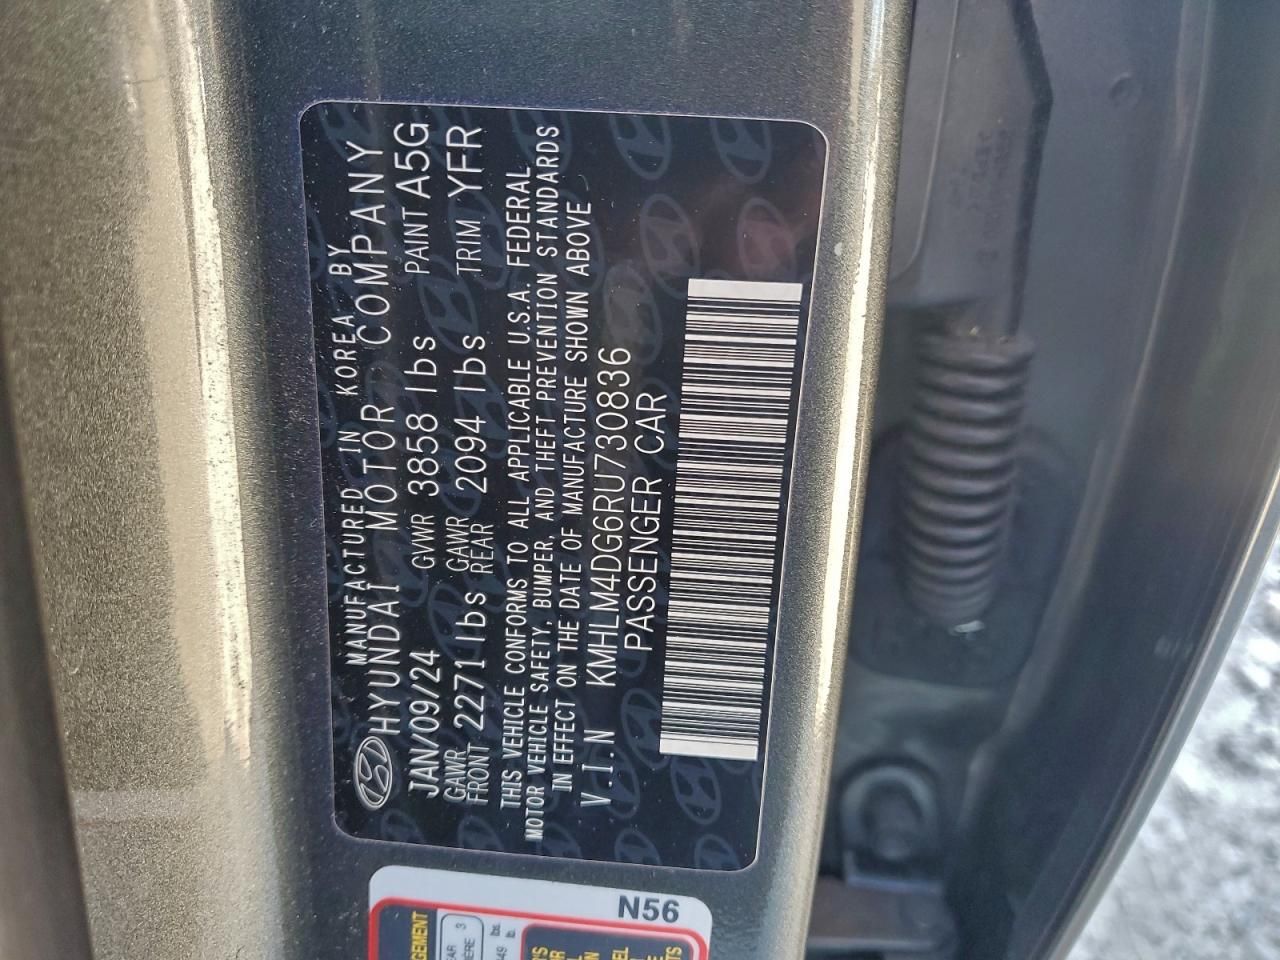 MANUFACTURED IN KOREA BY
HYUNDAI MOTOR COMPANY
JAN/09/24 GVWR 3858 lbs PAINT A5G
GAWR FRONT 2271 lbs GAWR REAR 2094 lbs TRIM YFR
THIS VEHICLE CONFORMS TO ALL APPLICABLE U.S.A. FEDERAL
MOTOR VEHICLE SAFETY, BUMPER, AND THEFT PREVENTION STANDARDS
IN EFFECT ON THE DATE OF MANUFACTURE SHOWN ABOVE
V.I.N KMHLM4DG6RU730836
PASSENGER CAR
N56